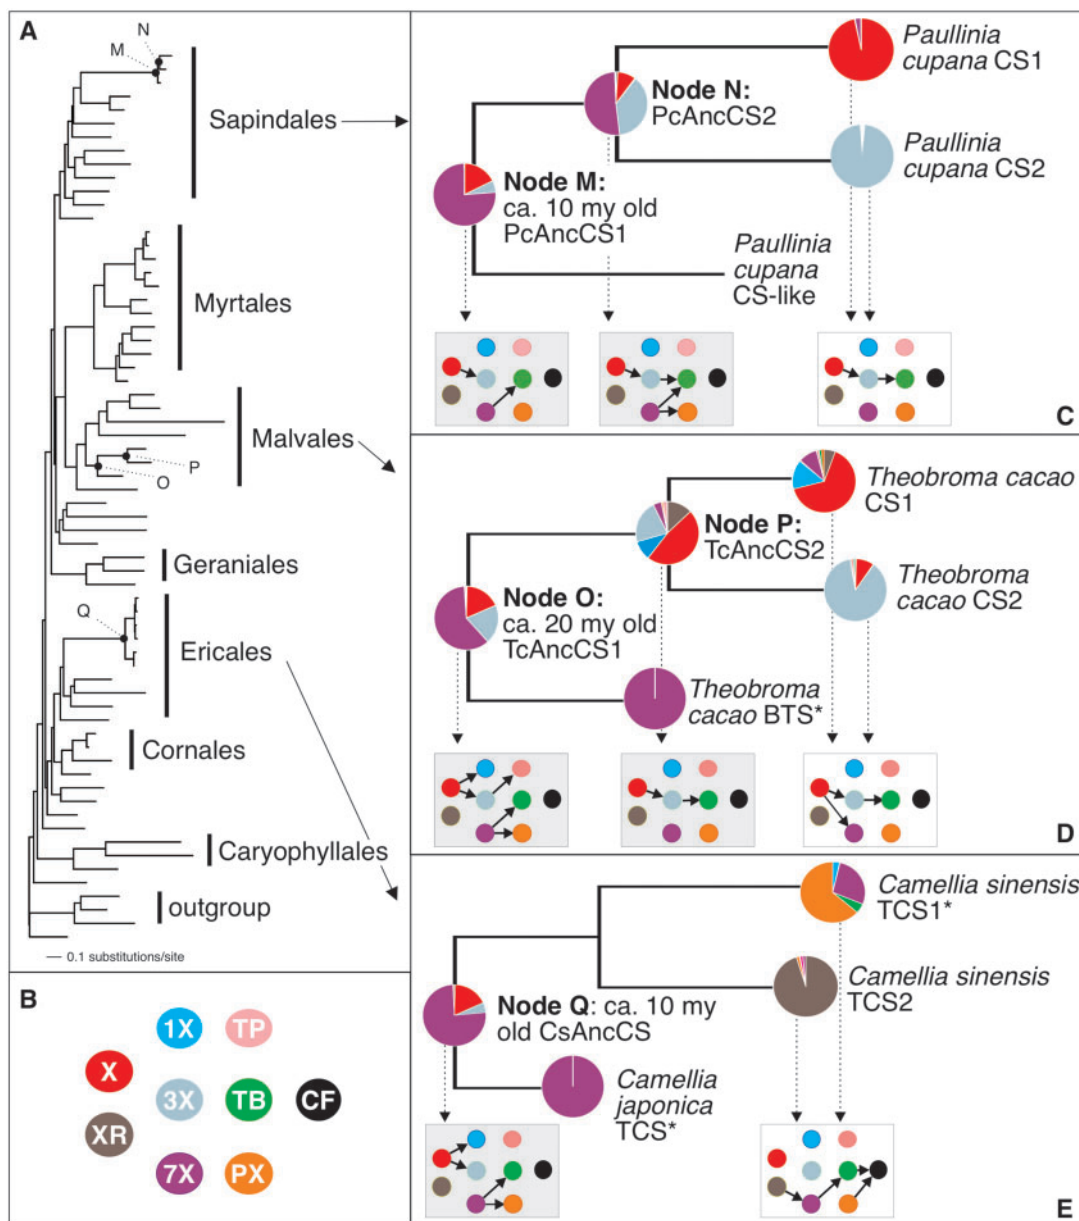 A
N
M
Sapindales
Myrtales
Malvales
P
O
Geraniales
Q
Ericales
Cornales
Caryophyllales
outgroup
0.1 substitutions/site
B
1X
TP
X
3X
TB
CF
XR
7X
PX
Paullinia
cupana CS1
Node N:
PcAncCS2
Paullinia
cupana CS2
Node M:
ca. 10 my old
PcAncCS1
Paullinia
cupana
CS-like
C
Theobroma cacao
CS1
Node P:
TcAncCS2
Theobroma
cacao CS2
Node O:
ca. 20 my old
TcAncCS1
Theobroma
cacao BTS*
D
Camellia sinensis
TCS1*
Camellia sinensis
TCS2
Node Q: ca. 10 my
old CsAncCS
Camellia
japonica
TCS*
E